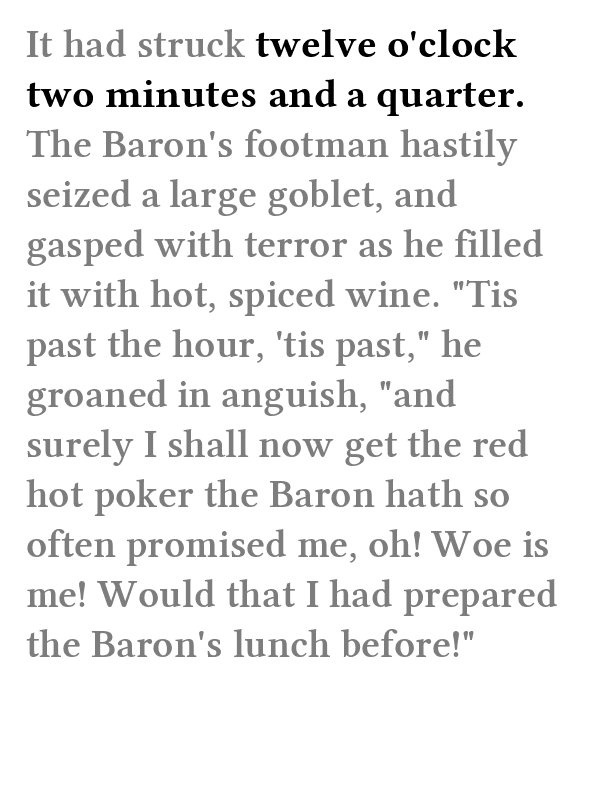 It had struck twelve o'clock
two minutes and a quarter.
The Baron's footman hastily
seized a large goblet, and
gasped with terror as he filled
it with hot, spiced wine. "Tis
past the hour, 'tis past," he
groaned in anguish, "and
surely I shall now get the red
hot poker the Baron hath so
often promised me, oh! Woe is
me! Would that I had prepared
the Baron's lunch before!"